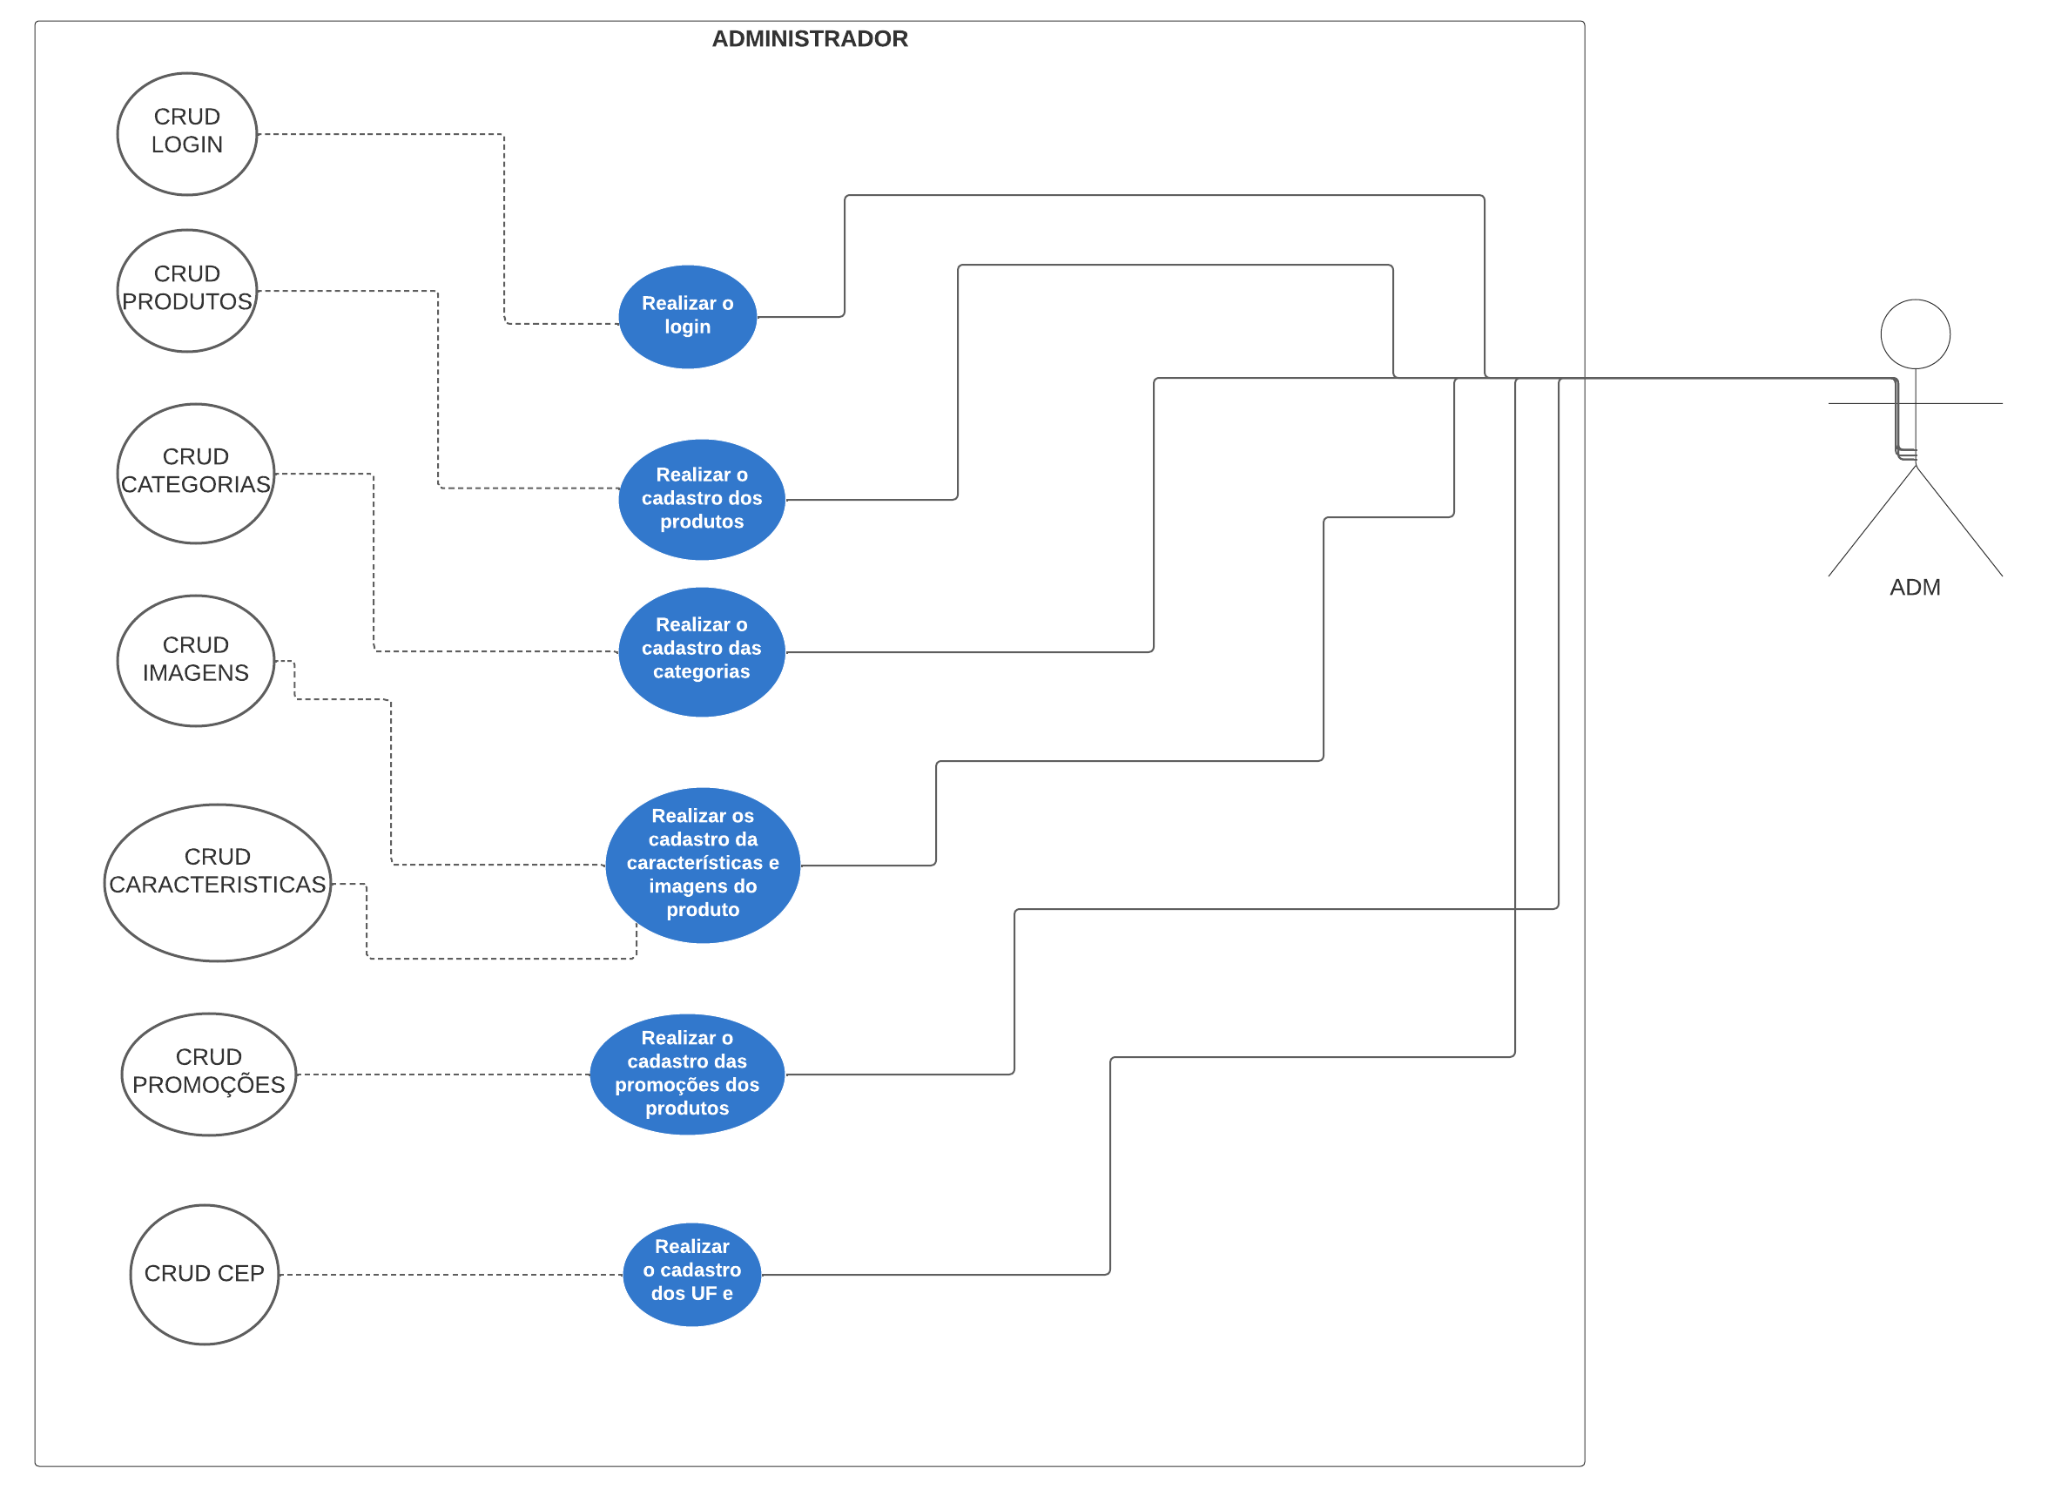 ADMINISTRADOR
CRUD
LOGIN
CRUD
PRODUTOS
Realizar o
login
CRUD
CATEGORIAS
Realizar o
cadastro dos
produtos
ADM
CRUD
IMAGENS
Realizar o
cadastro das
categorias
CRUD
CARACTERISTICAS
Realizar os
cadastro da
características e
imagens do
produto
CRUD
PROMOÇÕES
Realizar o
cadastro das
promoções dos
produtos
CRUD CEP
Realizar
o cadastro
dos UF e